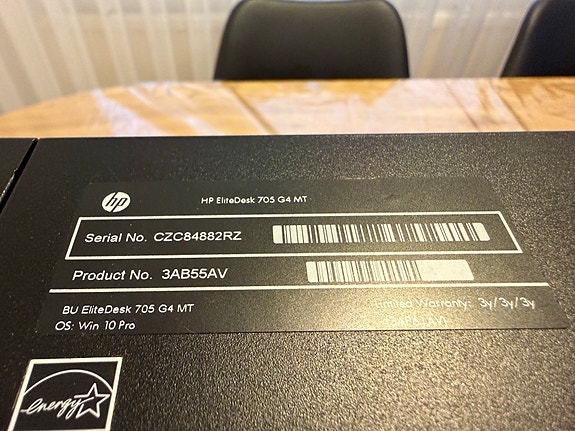 hp
HP EliteDesk 705 G4 MT
Serial No. CZC84882RZ
Product No. 3AB55AV
BU EliteDesk 705 G4 MT
Limited Warranty: 3y/3y/3y
OS: Win 10 Pro
energy